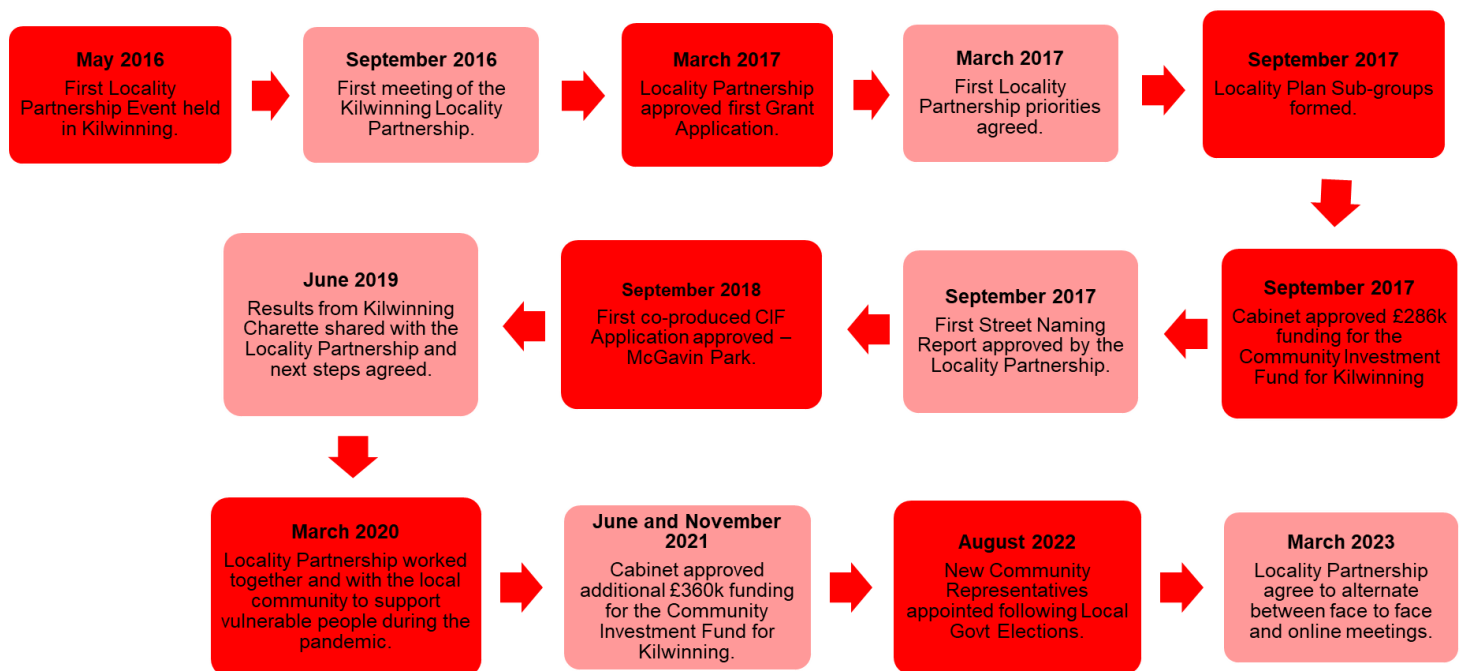 May 2016
First Locality
Partnership Event held
in Kilwinning.
September 2016
First meeting of the
Kilwinning Locality
Partnership.
March 2017
Locality Partnership
approved first Grant
Application.
March 2017
First Locality
Partnership priorities
agreed.
September 2017
Locality Plan Sub-groups
formed.
September 2017
Cabinet approved £286k
funding for the
Community Investment
Fund for Kilwinning
September 2017
First Street Naming
Report approved by the
Locality Partnership.
September 2018
First co-produced CIF
Application approved –
McGavin Park.
June 2019
Results from Kilwinning
Charette shared with the
Locality Partnership and
next steps agreed.
March 2020
Locality Partnership worked
together and with the local
community to support
vulnerable people during the
pandemic.
June and November
2021
Cabinet approved
additional £360k funding
for the Community
Investment Fund for
Kilwinning.
August 2022
New Community
Representatives
appointed following Local
Govt Elections.
March 2023
Locality Partnership
agree to alternate
between face to face
and online meetings.